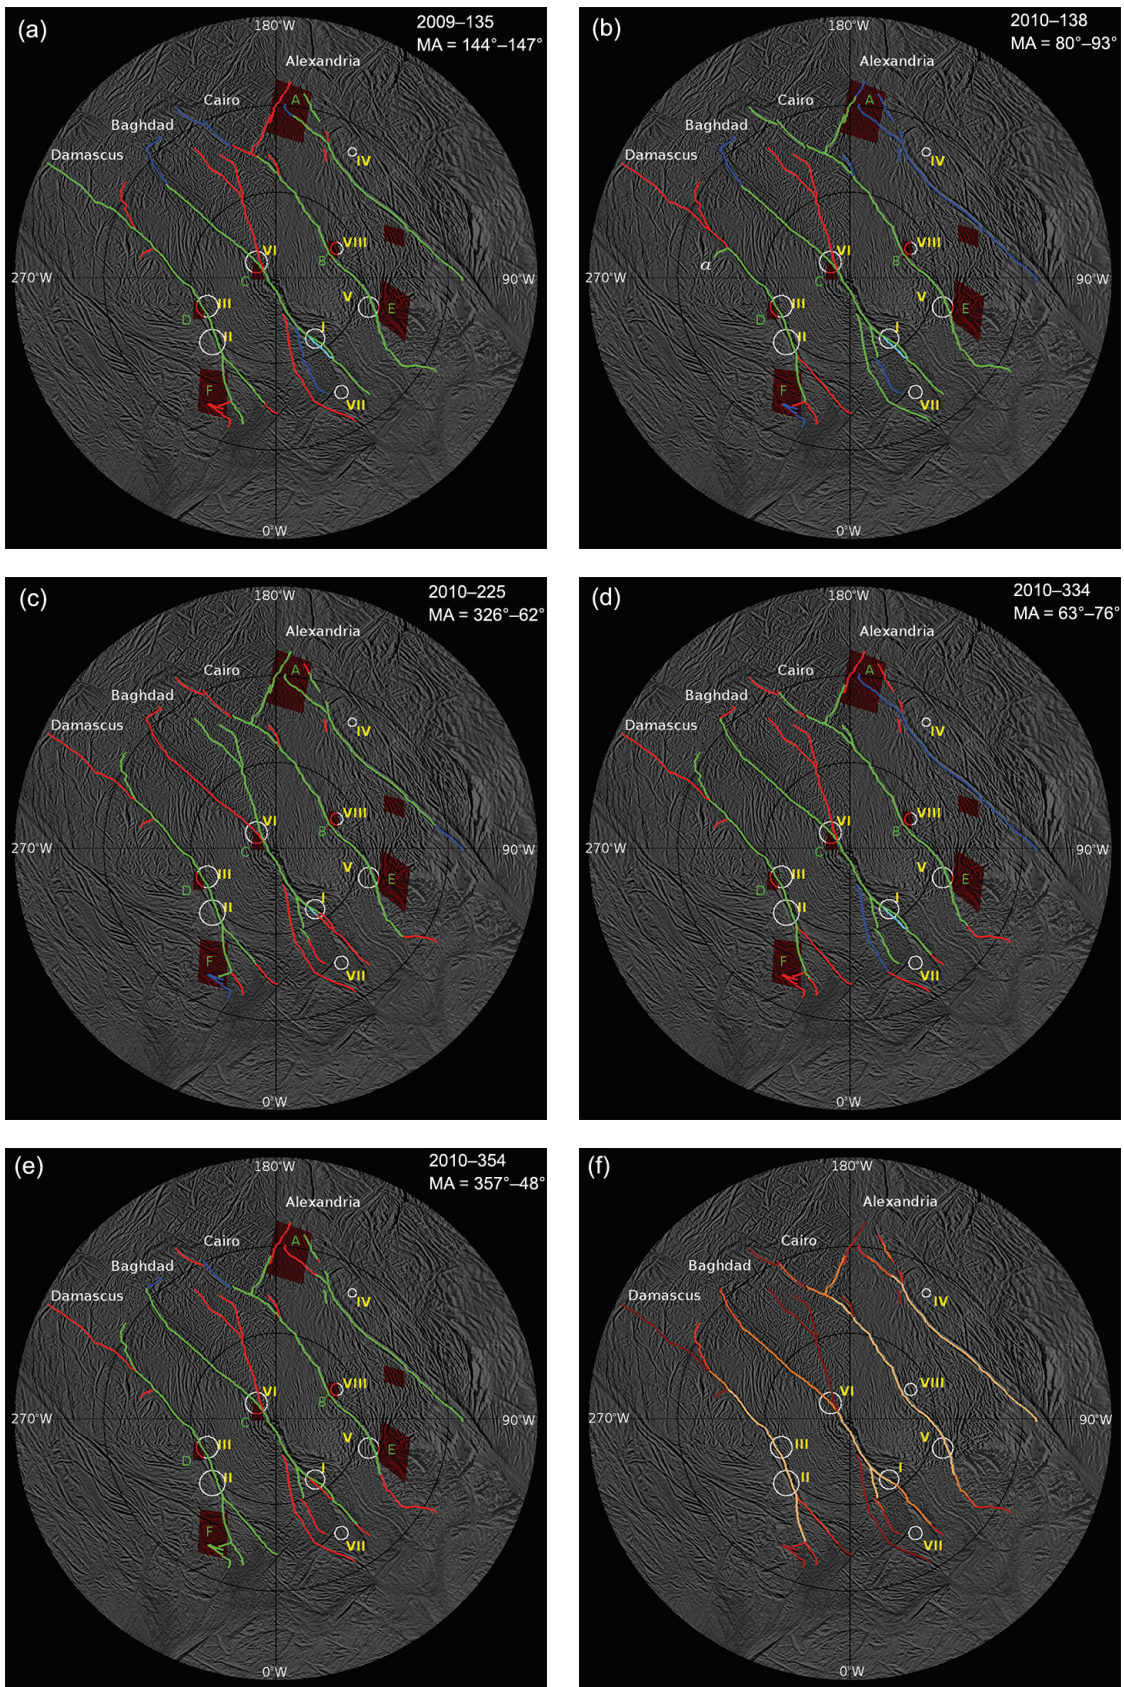 (a)
2009–135
MA = 144°–147°
180°W
Alexandria
Cairo
A
Baghdad
Damascus
IV
VI
VIII
B
C
270°W
90°W
III
V
E
D
I
II
F
VII
0°W
(b)
2010–138
MA = 80°–93°
180°W
Alexandria
Cairo
A
Baghdad
Damascus
IV
VI
VIII
B
a
C
270°W
90°W
III
V
E
D
I
II
F
VII
0°W
(c)
2010–225
MA = 326°–62°
180°W
Alexandria
Cairo
A
Baghdad
Damascus
IV
VI
VIII
B
C
270°W
90°W
III
V
E
D
I
II
F
VII
0°W
(d)
2010–334
MA = 63°–76°
180°W
Alexandria
Cairo
A
Baghdad
Damascus
IV
VI
VIII
B
C
270°W
90°W
III
V
E
D
I
II
F
VII
0°W
(e)
2010–354
MA = 357°–48°
180°W
Alexandria
Cairo
A
Baghdad
Damascus
IV
VI
VIII
B
C
270°W
90°W
III
V
E
D
I
II
F
VII
0°W
(f)
180°W
Alexandria
Cairo
Baghdad
Damascus
IV
VI
VIII
270°W
90°W
III
V
I
II
VII
0°W